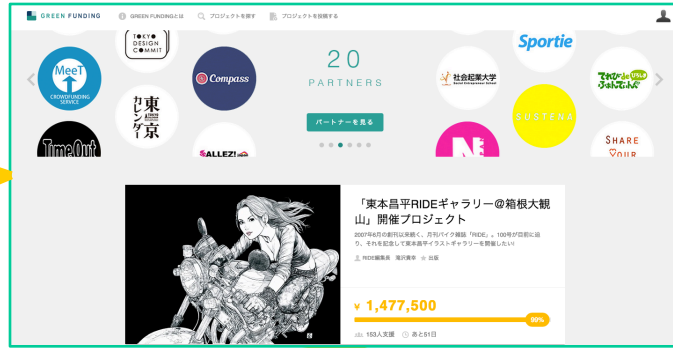 GREEN FUNDING
GREEN FUNDINGとは
プロジェクトを探す
プロジェクトを投稿する
MeeT
CROWDFUNDING
SERVICE
TOKYO
DESIGN
COMMIT
Compass
東京
カレンダー
TimeOut
ALLEZ!
20
PARTNERS
パートナーを見る
Sportie
社会起業大学
Social Entrepreneur School
SUSTENA
SHARE
YOUR
「東本昌平RIDEギャラリー@箱根大観
山」開催プロジェクト
2007年6月の創刊以来続く、月刊バイク雑誌「RIDE」。100号が目前に迫
り、それを記念して東本昌平イラストギャラリーを開催したい!
RIDE編集長 滝沢貴幸 出版
¥ 1,477,500
98%
153人支援 あと51日